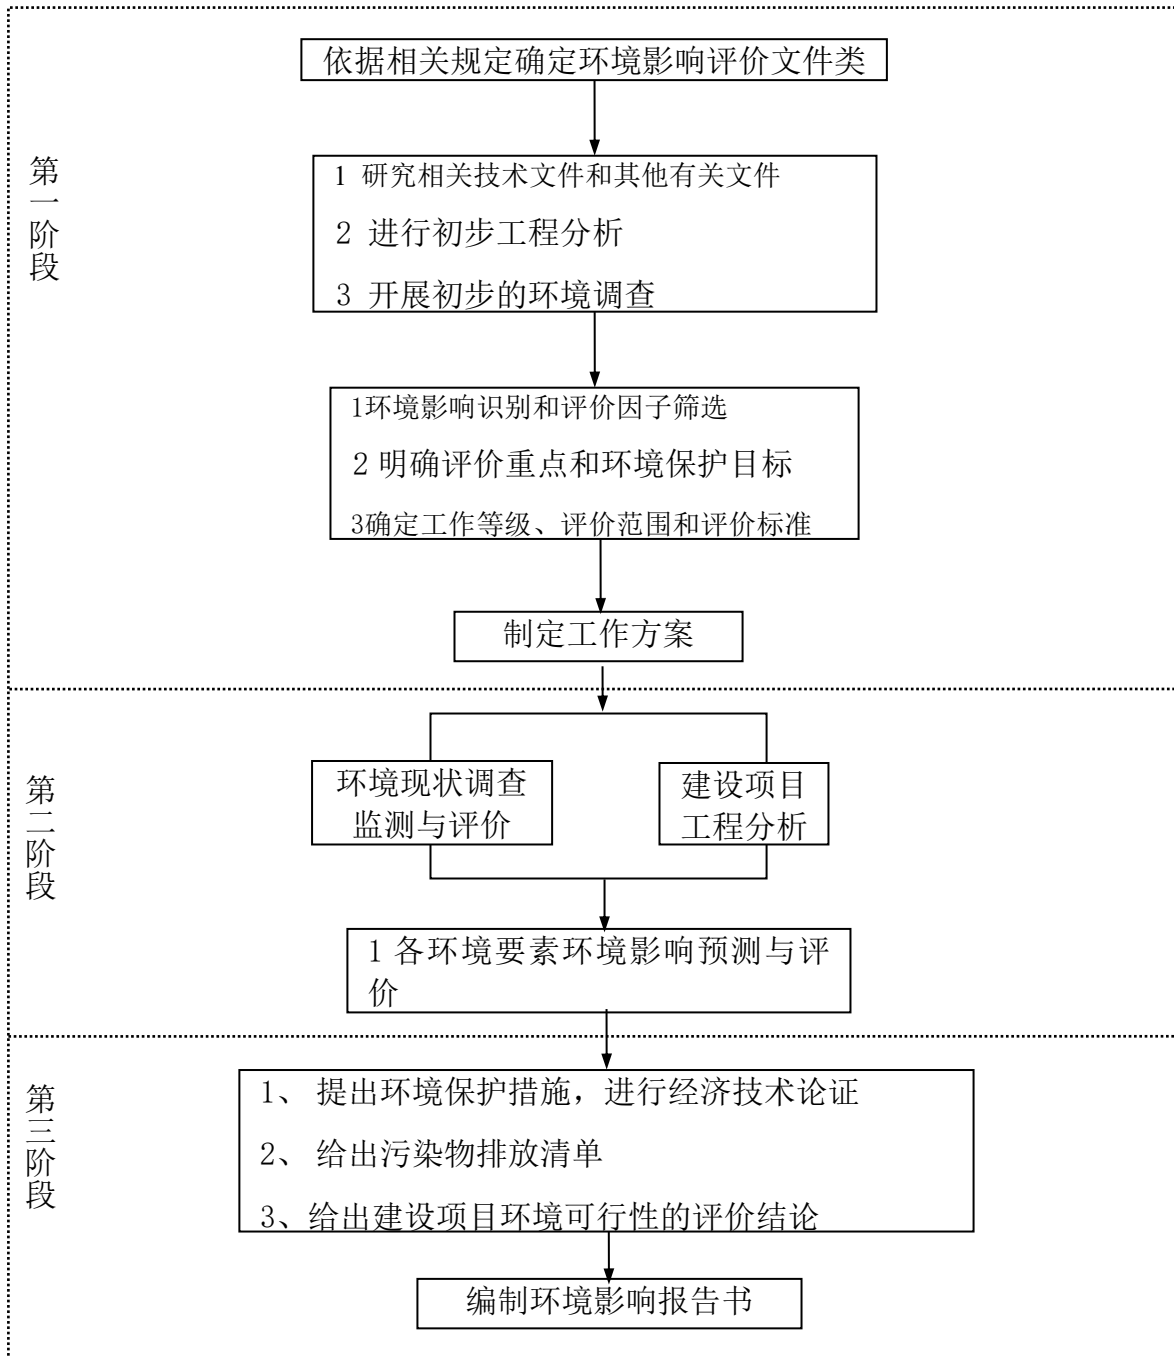 依据相关规定确定环境影响评价文件类
第一阶段
1 研究相关技术文件和其他有关文件
2 进行初步工程分析
3 开展初步的环境调查
1环境影响识别和评价因子筛选
2 明确评价重点和环境保护目标
3确定工作等级、评价范围和评价标准
制定工作方案
第二阶段
环境现状调查
监测与评价
建设项目
工程分析
1 各环境要素环境影响预测与评
价
第三阶段
1、 提出环境保护措施，进行经济技术论证
2、 给出污染物排放清单
3、给出建设项目环境可行性的评价结论
编制环境影响报告书